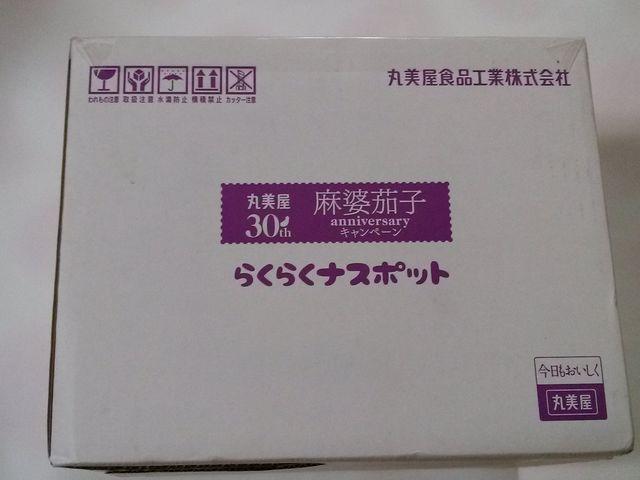 われもの注意 取扱注意 水濡防止 横積禁止 カッター注意
丸美屋食品工業株式会社
丸美屋
30th
麻婆茄子
anniversary
キャンペーン
らくらくナスポット
今日もおいしく
丸美屋